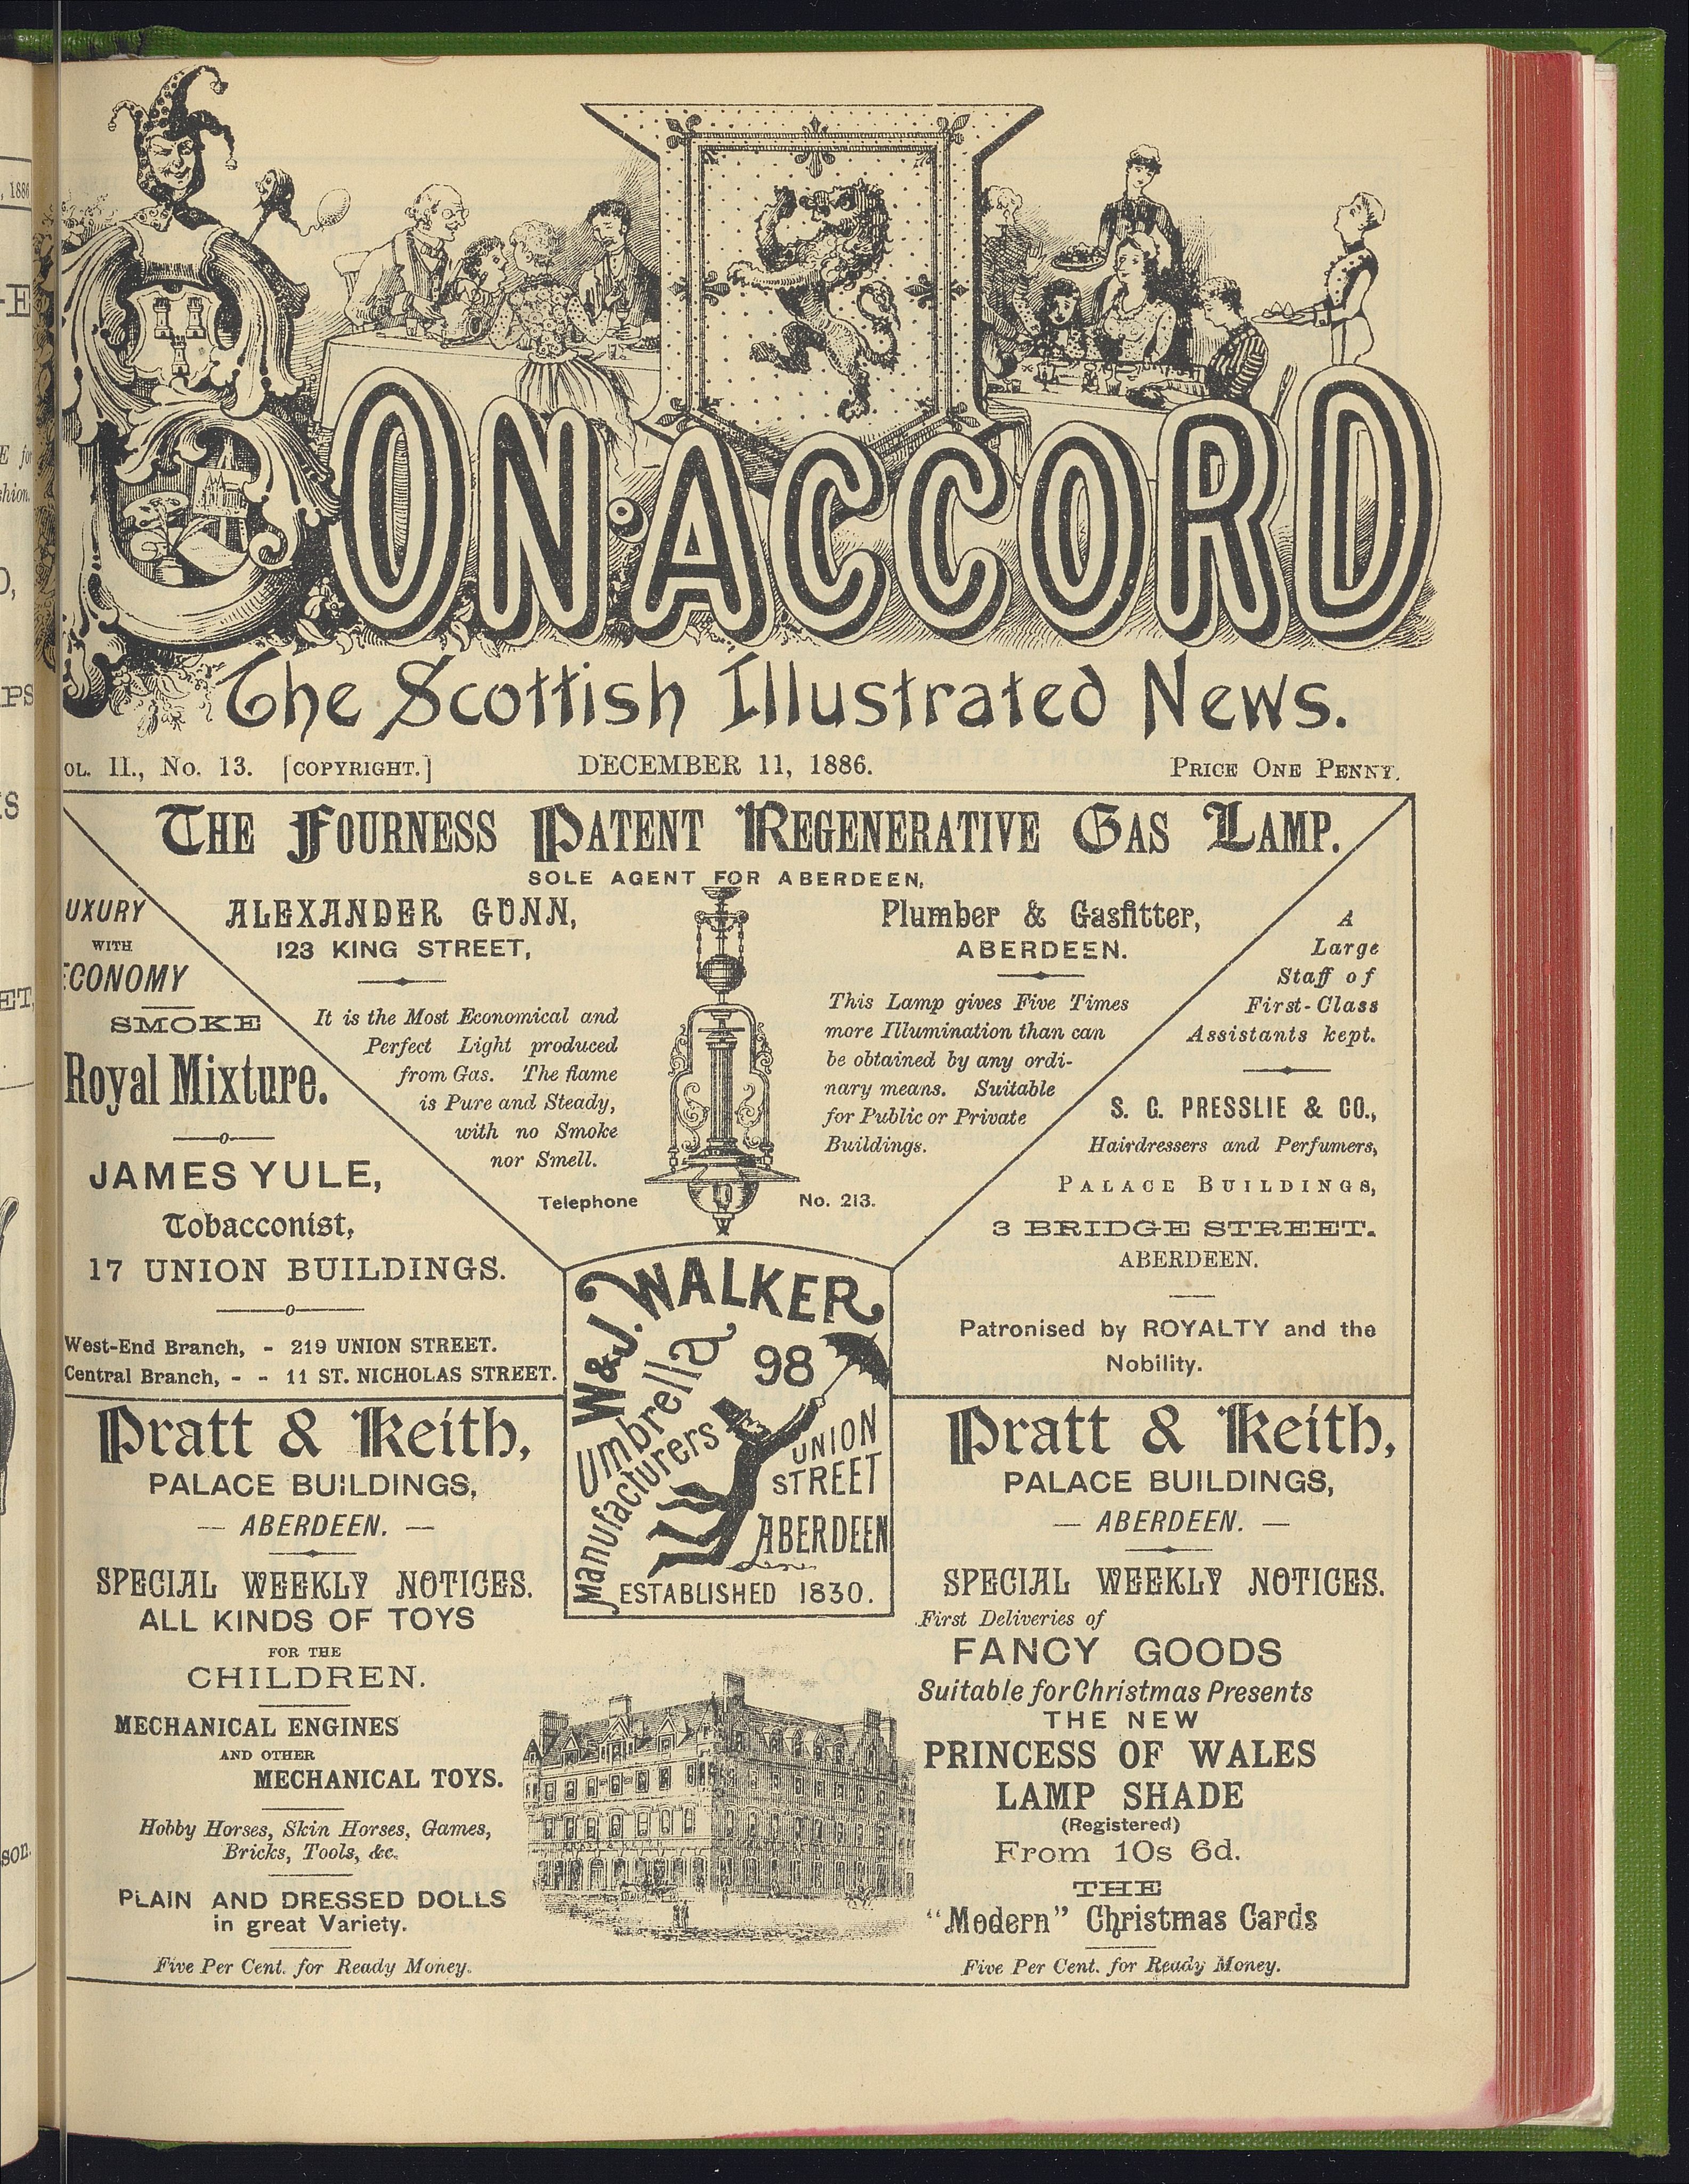 BON·ACCORD
The Scottish Illustrated News.
OL. II., No. 13. [COPYRIGHT.] DECEMBER 11, 1886. PRICE ONE PENNY.
THE FOURNESS PATENT REGENERATIVE GAS LAMP.
SOLE AGENT FOR ABERDEEN,
ALEXANDER GUNN,
123 KING STREET,
Plumber & Gasfitter,
ABERDEEN.
It is the Most Economical and
Perfect Light produced
from Gas. The flame
is Pure and Steady,
with no Smoke
nor Smell.
This Lamp gives Five Times
more Illumination than can
be obtained by any ordi-
nary means. Suitable
for Public or Private
Buildings.
Telephone No. 213.
UXURY
WITH
ECONOMY
SMOKE
Royal Mixture.
JAMES YULE,
Tobacconist,
17 UNION BUILDINGS.
West-End Branch, - 219 UNION STREET.
Central Branch, - - 11 ST. NICHOLAS STREET.
A
Large
Staff of
First-Class
Assistants kept.
S. C. PRESSLIE & CO.,
Hairdressers and Perfumers,
PALACE BUILDINGS,
3 BRIDGE STREET.
ABERDEEN.
Patronised by ROYALTY and the
Nobility.
W & J. WALKER
Umbrella
Manufacturers
98
UNION
STREET
ABERDEEN
ESTABLISHED 1830.
Pratt & Keith,
PALACE BUILDINGS,
— ABERDEEN. —
SPECIAL WEEKLY NOTICES.
ALL KINDS OF TOYS
FOR THE
CHILDREN.
MECHANICAL ENGINES
AND OTHER
MECHANICAL TOYS.
Hobby Horses, Skin Horses, Games,
Bricks, Tools, &c.
PLAIN AND DRESSED DOLLS
in great Variety.
Five Per Cent. for Ready Money.
PRATT & KEITH
Pratt & Keith,
PALACE BUILDINGS,
— ABERDEEN. —
SPECIAL WEEKLY NOTICES.
First Deliveries of
FANCY GOODS
Suitable for Christmas Presents
THE NEW
PRINCESS OF WALES
LAMP SHADE
(Registered)
From 10s 6d.
THE
"Modern" Christmas Cards
Five Per Cent. for Ready Money.